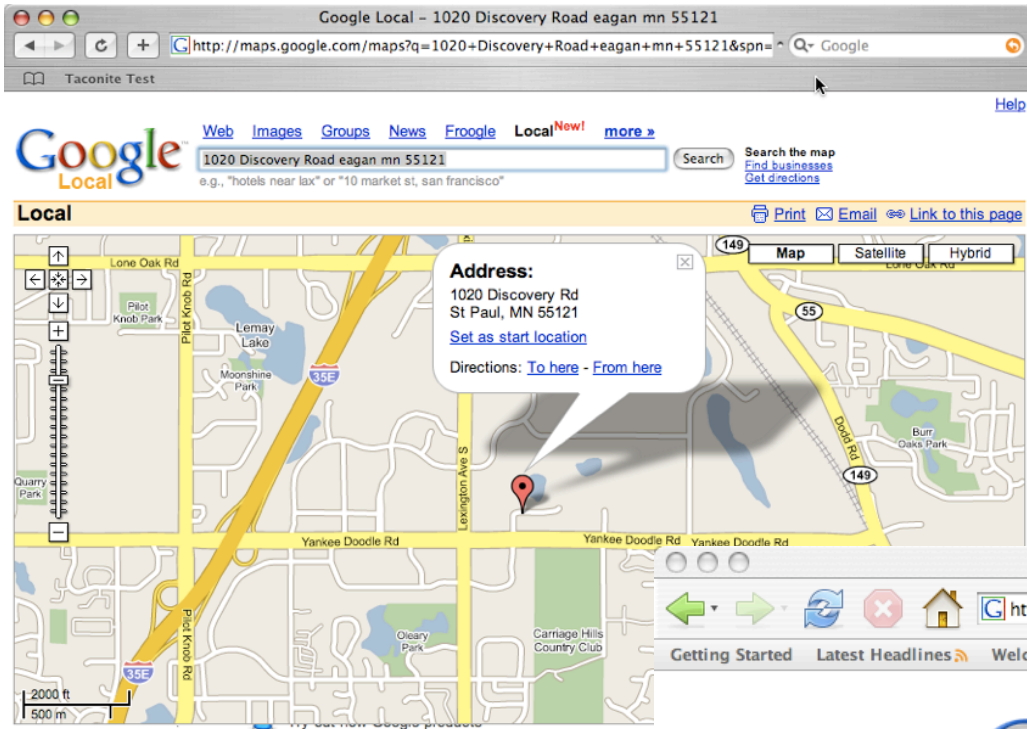 Google Local – 1020 Discovery Road eagan mn 55121
http://maps.google.com/maps?q=1020+Discovery+Road+eagan+mn+55121&spn=
Google
Taconite Test
Help
Google Local
Web Images Groups News Froogle Local New! more »
1020 Discovery Road eagan mn 55121
Search
e.g., "hotels near lax" or "10 market st, san francisco"
Search the map
Find businesses
Get directions
Local
Print Email Link to this page
Map Satellite Hybrid
149
Lone Oak Rd
Lone Oak Rd
Address:
1020 Discovery Rd
St Paul, MN 55121
Set as start location
Directions: To here - From here
Pilot Knob Rd
Pilot
Knob Park
Lemay
Lake
55
Moonshine
Park
35E
Dodd Rd
Burr
Oaks Park
149
Lexington Ave S
Quarry
Park
Yankee Doodle Rd
Yankee Doodle Rd
Yankee Doodle Rd
Pilot Knob Rd
Oleary
Park
Carriage Hills
Country Club
35E
2000 ft
500 m
G ht
Getting Started Latest Headlines Welc